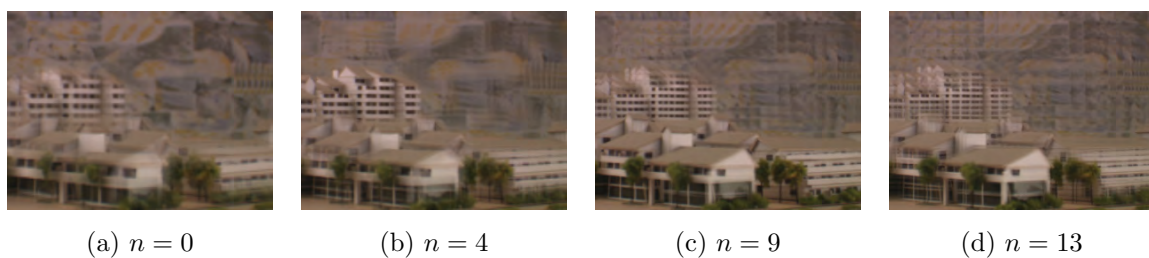 (a) n = 0 (b) n = 4 (c) n = 9 (d) n = 13